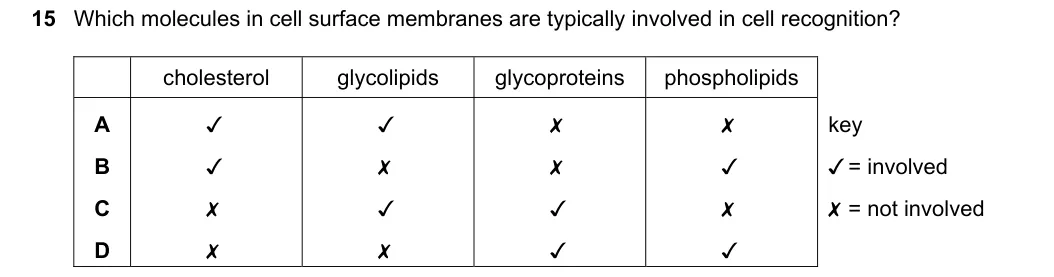 15 Which molecules in cell surface membranes are typically involved in cell recognition?
cholesterol glycolipids glycoproteins phospholipids
A ✓ ✓ ✗ ✗ key
B ✓ ✗ ✗ ✓ ✓ = involved
C ✗ ✓ ✓ ✗ ✗ = not involved
D ✗ ✗ ✓ ✓